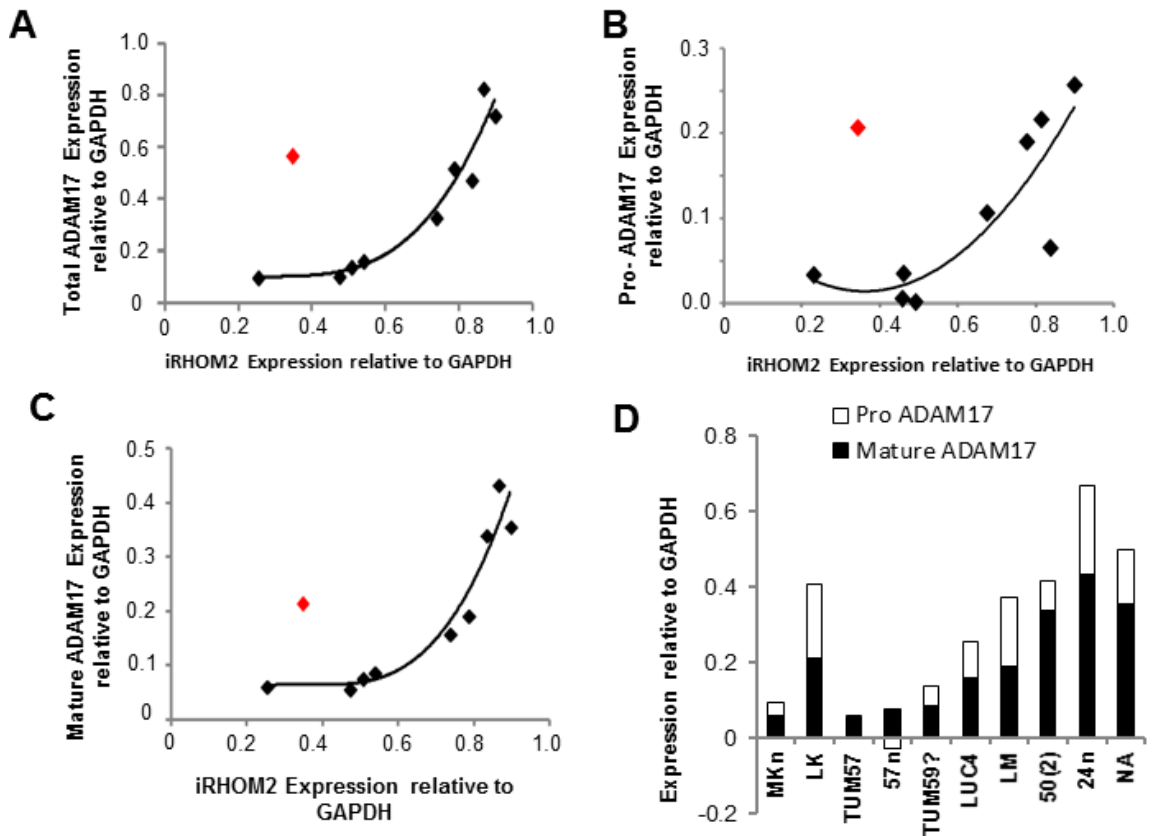 A
Total ADAM17 Expression
relative to GAPDH
1.0
0.8
0.6
0.4
0.2
0
0 0.2 0.4 0.6 0.8 1.0
iRHOM2 Expression relative to GAPDH
B
Pro- ADAM17 Expression
relative to GAPDH
0.3
0.2
0.1
0.0
0 0.2 0.4 0.6 0.8 1.0
iRHOM2 Expression relative to GAPDH
C
Mature ADAM17 Expression
relative to GAPDH
0.5
0.4
0.3
0.2
0.1
0
0 0.2 0.4 0.6 0.8 1.0
iRHOM2 Expression relative to
GAPDH
D
Pro ADAM17
Mature ADAM17
Expression relative to GAPDH
0.8
0.6
0.4
0.2
0
-0.2
MKn
LK
TUM57
57n
TUM59?
LUC4
LM
50(2)
24n
NA